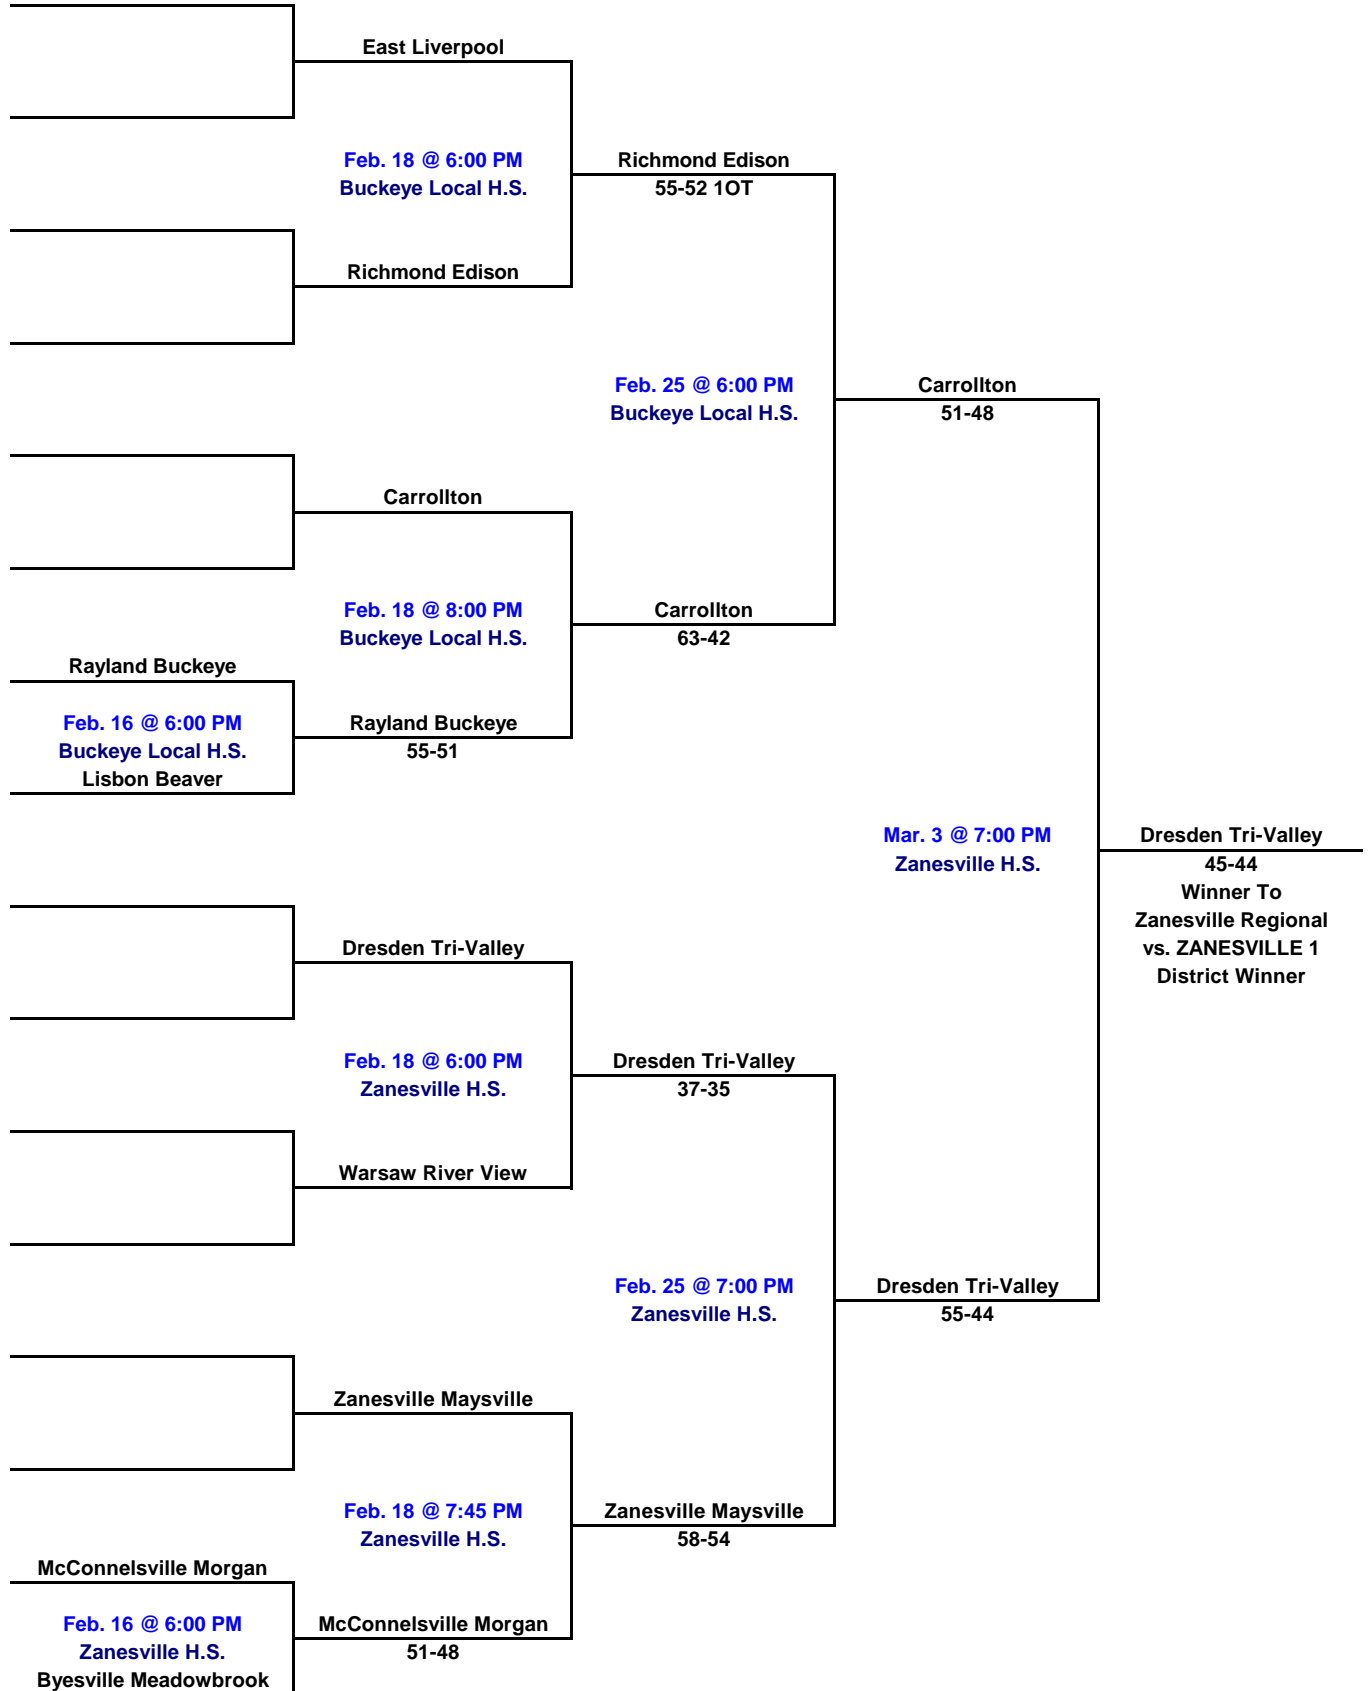 East Liverpool
Feb. 18 @ 6:00 PM
Buckeye Local H.S.
Richmond Edison
55-52 1OT
Richmond Edison
Feb. 25 @ 6:00 PM
Buckeye Local H.S.
Carrollton
51-48
Carrollton
Feb. 18 @ 8:00 PM
Buckeye Local H.S.
Carrollton
63-42
Rayland Buckeye
Feb. 16 @ 6:00 PM
Buckeye Local H.S.
Lisbon Beaver
Rayland Buckeye
55-51
Mar. 3 @ 7:00 PM
Zanesville H.S.
Dresden Tri-Valley
45-44
Winner To
Zanesville Regional
vs. ZANESVILLE 1
District Winner
Dresden Tri-Valley
Feb. 18 @ 6:00 PM
Zanesville H.S.
Dresden Tri-Valley
37-35
Warsaw River View
Feb. 25 @ 7:00 PM
Zanesville H.S.
Dresden Tri-Valley
55-44
Zanesville Maysville
Feb. 18 @ 7:45 PM
Zanesville H.S.
Zanesville Maysville
58-54
McConnelsville Morgan
Feb. 16 @ 6:00 PM
Zanesville H.S.
Byesville Meadowbrook
McConnelsville Morgan
51-48